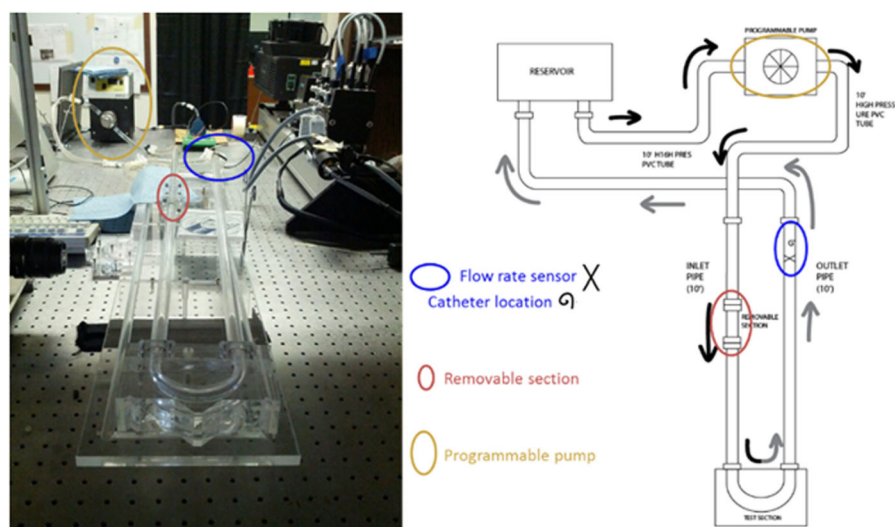 PROGRAMMABLE PUMP
RESERVOIR
10'
HIGH PRESS
URE PVC
TUBE
10' H16H PRES
PVC TUBE
INLET
PIPE
(10')
OUTLET
PIPE
(10')
REMOVABLE
SECTION
TEST SECTION
Flow rate sensor X
Catheter location
Removable section
Programmable pump